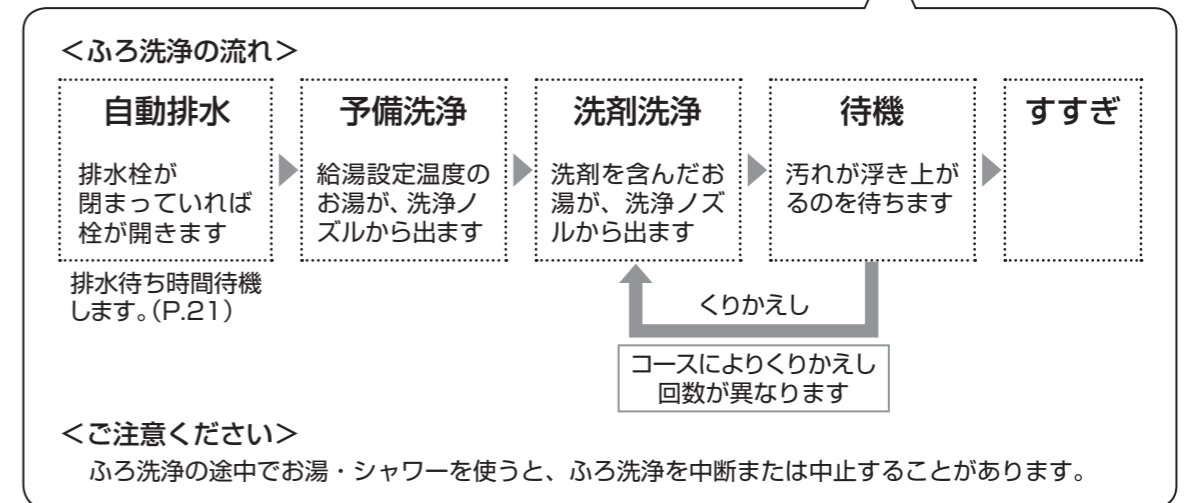 <ふろ洗浄の流れ>
自動排水
排水栓が
閉まっていれば
栓が開きます
排水待ち時間待機
します。(P.21)
予備洗浄
給湯設定温度の
お湯が、洗浄ノ
ズルから出ます
洗剤洗浄
洗剤を含んだお
湯が、洗浄ノズ
ルから出ます
待機
汚れが浮き上が
るのを待ちます
すすぎ
くりかえし
コースによりくりかえし
回数が異なります
<ご注意ください>
ふろ洗浄の途中でお湯・シャワーを使うと、ふろ洗浄を中断または中止することがあります。